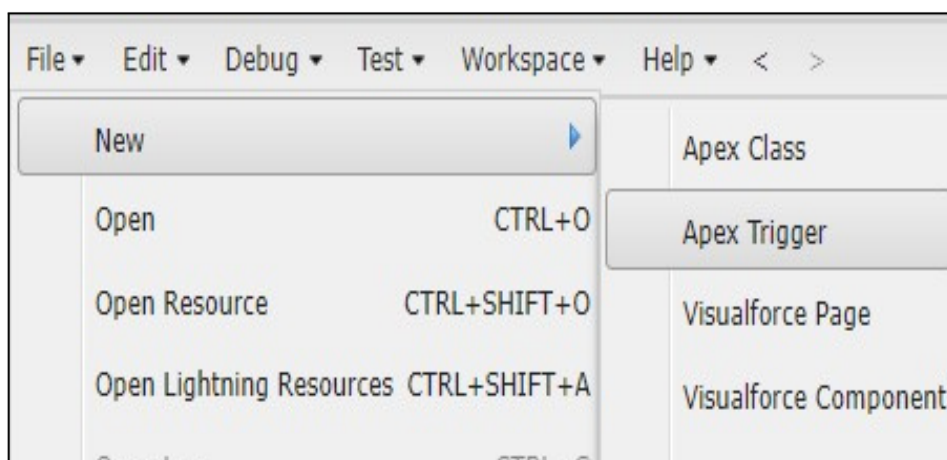 File Edit Debug Test Workspace Help < >
New
Apex Class
Open CTRL+O
Apex Trigger
Open Resource CTRL+SHIFT+O
Visualforce Page
Open Lightning Resources CTRL+SHIFT+A
Visualforce Component